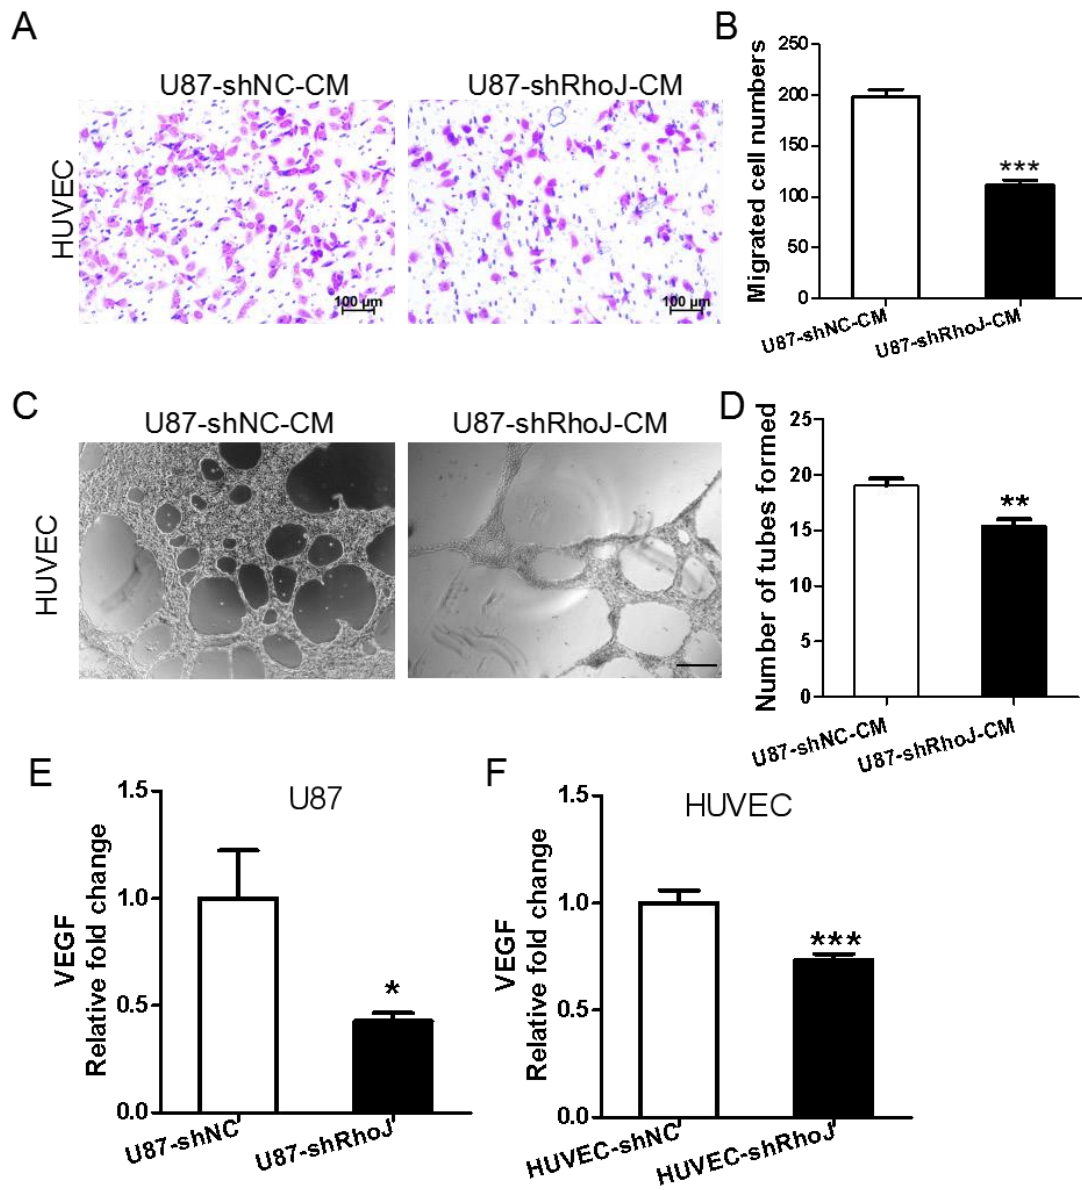 A
U87-shNC-CM
U87-shRhoJ-CM
HUVEC
100 µm
100 µm
B
Migrated cell numbers
250
200
150
100
50
0
***
U87-shNC-CM
U87-shRhoJ-CM
C
U87-shNC-CM
U87-shRhoJ-CM
HUVEC
D
Number of tubes formed
25
20
15
10
5
0
**
U87-shNC-CM
U87-shRhoJ-CM
E
U87
VEGF
Relative fold change
1.5
1.0
0.5
0.0
*
U87-shNC
U87-shRhoJ
F
HUVEC
VEGF
Relative fold change
1.5
1.0
0.5
0.0
***
HUVEC-shNC
HUVEC-shRhoJ